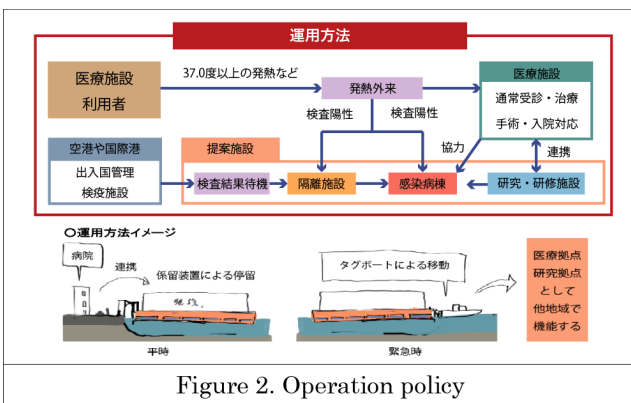 運用方法
医療施設
利用者
37.0度以上の発熱など
発熱外来
医療施設
通常受診・治療
手術・入院対応
検査陽性
検査陽性
協力
連携
空港や国際港
出入国管理
検疫施設
提案施設
検査結果待機
隔離施設
感染病棟
研究・研修施設
〇運用方法イメージ
病院
連携
係留装置による停留
平時
タグボートによる移動
緊急時
医療拠点
研究拠点
として
他地域で
機能する
Figure 2. Operation policy